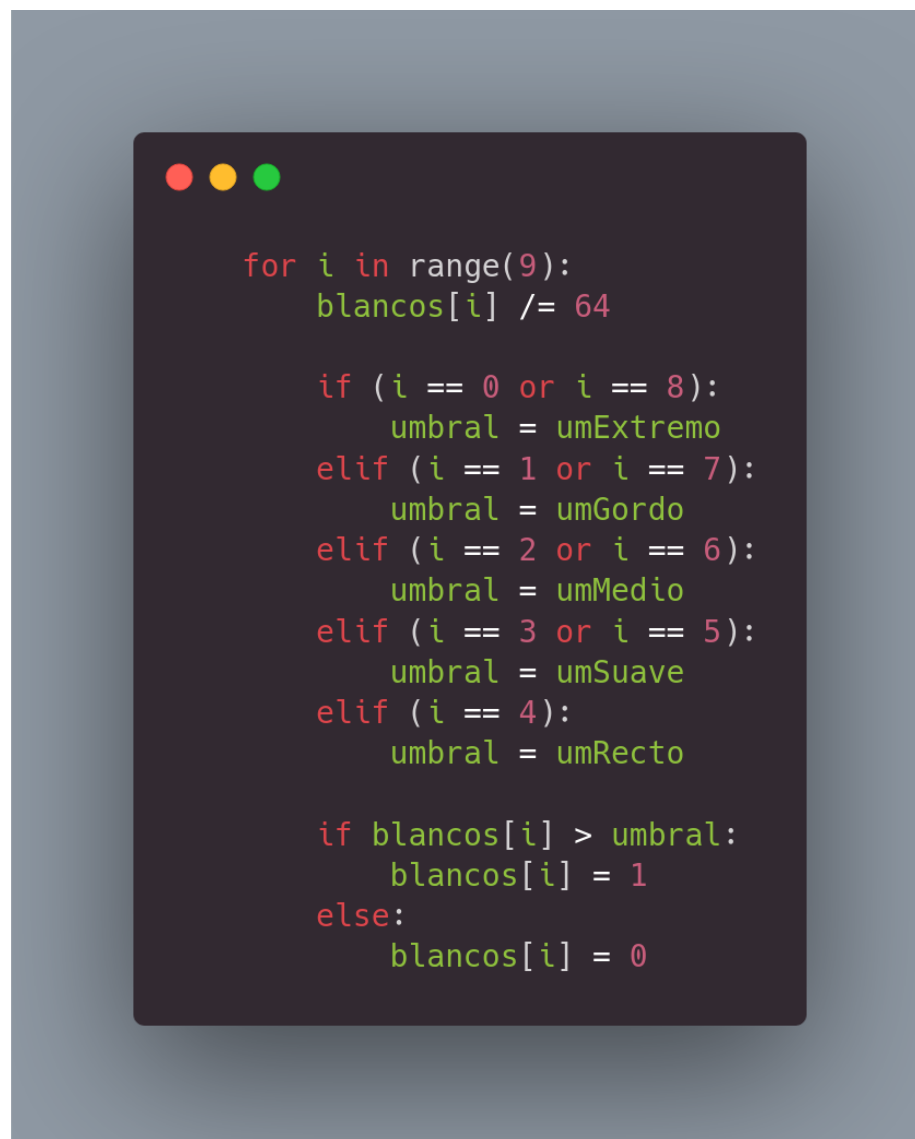 for i in range(9):
    blancos[i] /= 64

    if (i == 0 or i == 8):
        umbral = umExtremo
    elif (i == 1 or i == 7):
        umbral = umGordo
    elif (i == 2 or i == 6):
        umbral = umMedio
    elif (i == 3 or i == 5):
        umbral = umSuave
    elif (i == 4):
        umbral = umRecto

    if blancos[i] > umbral:
        blancos[i] = 1
    else:
        blancos[i] = 0